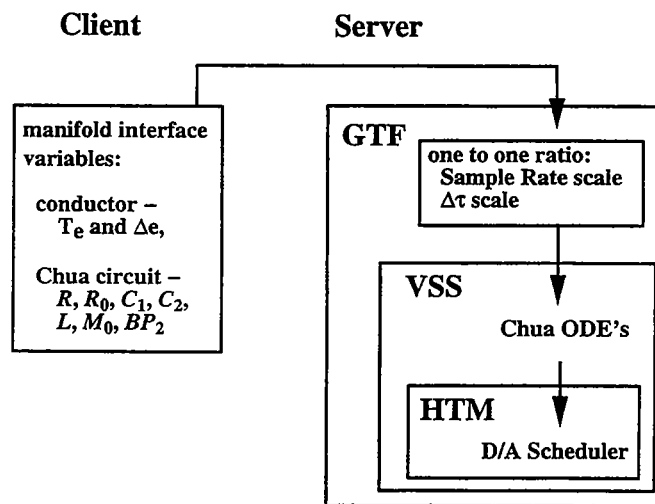 Client
Server
manifold interface
variables:
conductor –
Te and Δe,
Chua circuit –
R, R0, C1, C2,
L, M0, BP2
GTF
one to one ratio:
Sample Rate scale
Δτ scale
VSS
Chua ODE's
HTM
D/A Scheduler